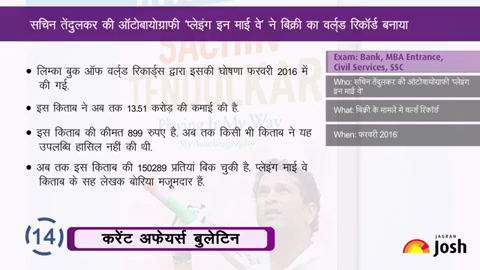 सचिन तेंदुलकर की ऑटोबायोग्राफी 'प्लेइंग इन माई वे' ने बिक्री का वर्ल्ड रिकॉर्ड बनाया
• लिम्का बुक ऑफ वर्ल्ड रिकार्ड्स द्वारा इसकी घोषणा फरवरी 2016 में
की गई.
• इस किताब ने अब तक 13.51 करोड़ की कमाई की है.
• इस किताब की कीमत 899 रुपए है. अब तक किसी भी किताब ने यह
उपलब्धि हासिल नहीं की थी.
• अब तक इस किताब की 150289 प्रतियां बिक चुकी है. प्लेइंग माई वे
किताब के सह लेखक बोरिया मजूमदार हैं.
Exam: Bank, MBA Entrance,
Civil Services, SSC
Who: सचिन तेंदुलकर की ऑटोबायोग्राफी 'प्लेइंग
इन माई वे'
What: बिक्री के मामले में वर्ल्ड रिकॉर्ड
When: फरवरी 2016
SACHIN
TENDULKAR
Playing It My Way
My Autobiography
14
करेंट अफेयर्स बुलेटिन
JAGRAN
Josh